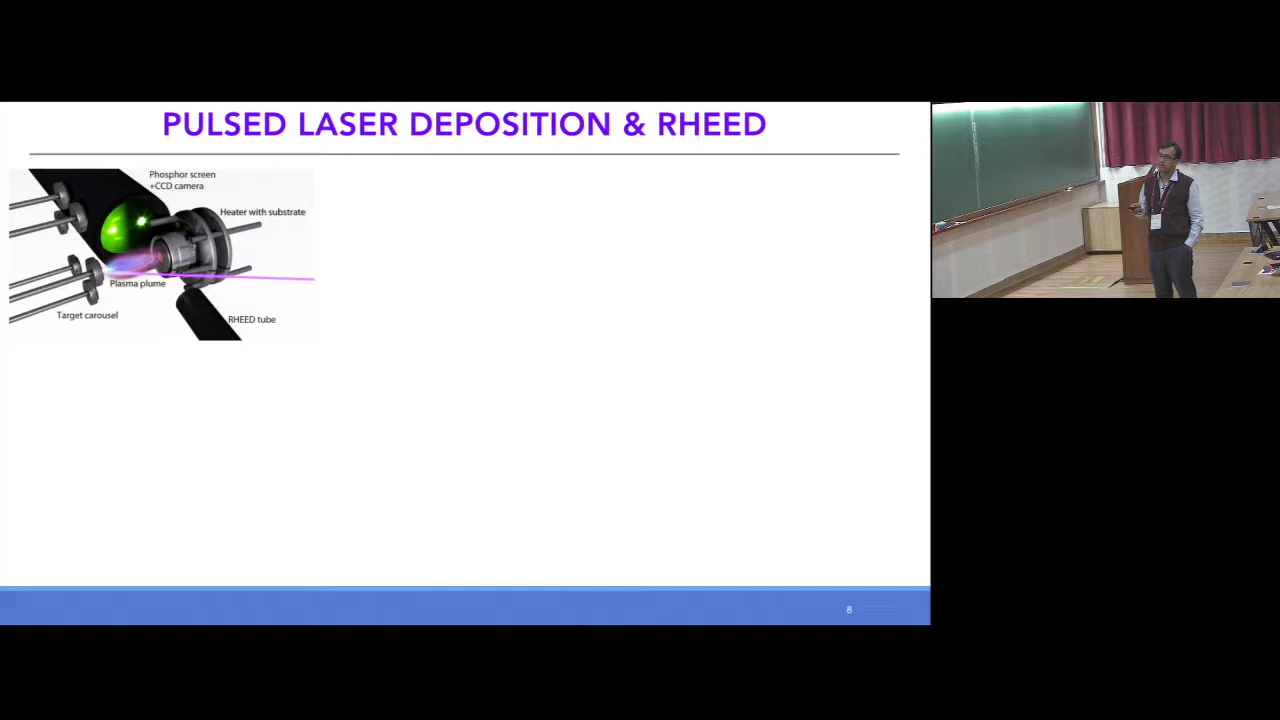 PULSED LASER DEPOSITION & RHEED
Phosphor screen
+CCD camera
Heater with substrate
Plasma plume
Target carousel
RHEED tube
8